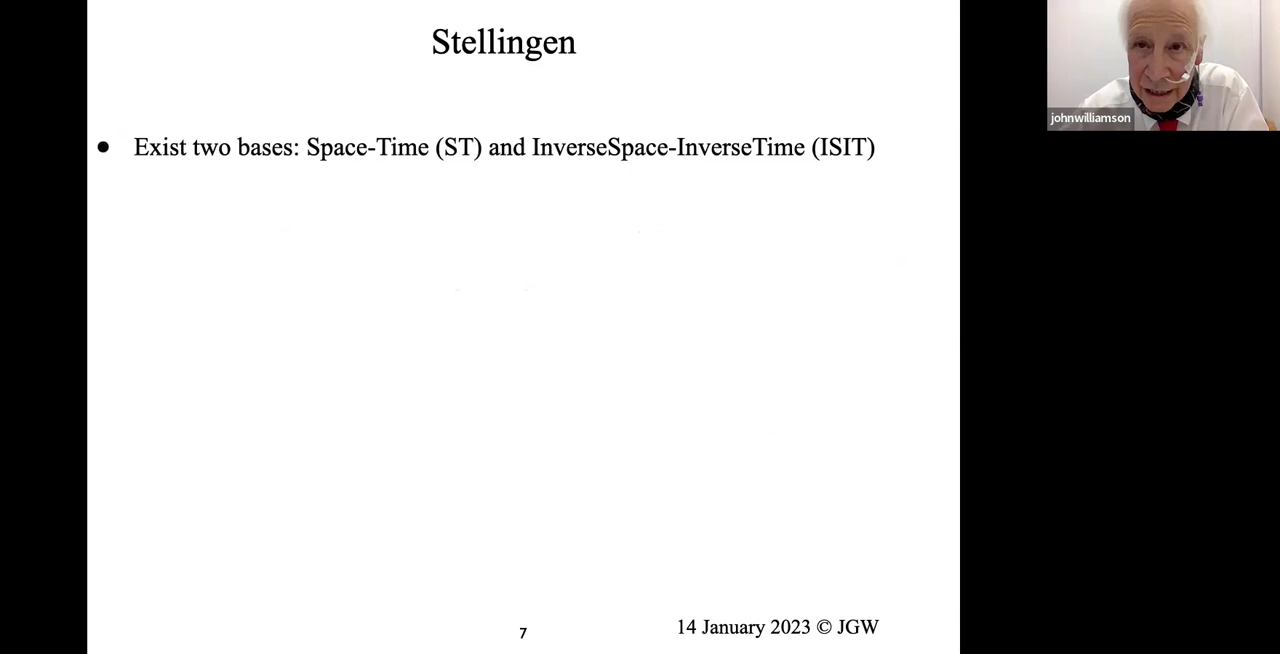 Stellingen
• Exist two bases: Space-Time (ST) and InverseSpace-InverseTime (ISIT)
johnwilliamson
7
14 January 2023 © JGW